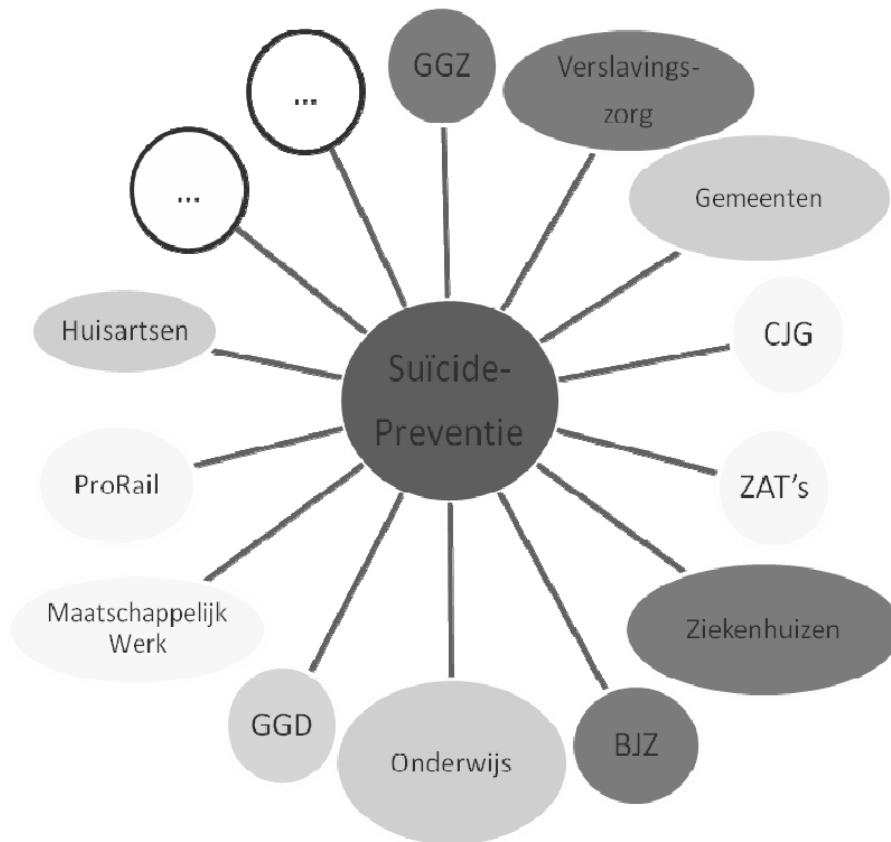 GGZ
Verslavings-
zorg
Gemeenten
CJG
ZAT's
Ziekenhuizen
BJZ
Onderwijs
GGD
Maatschappelijk
Werk
ProRail
Huisartsen
...
...
Suïcide-
Preventie